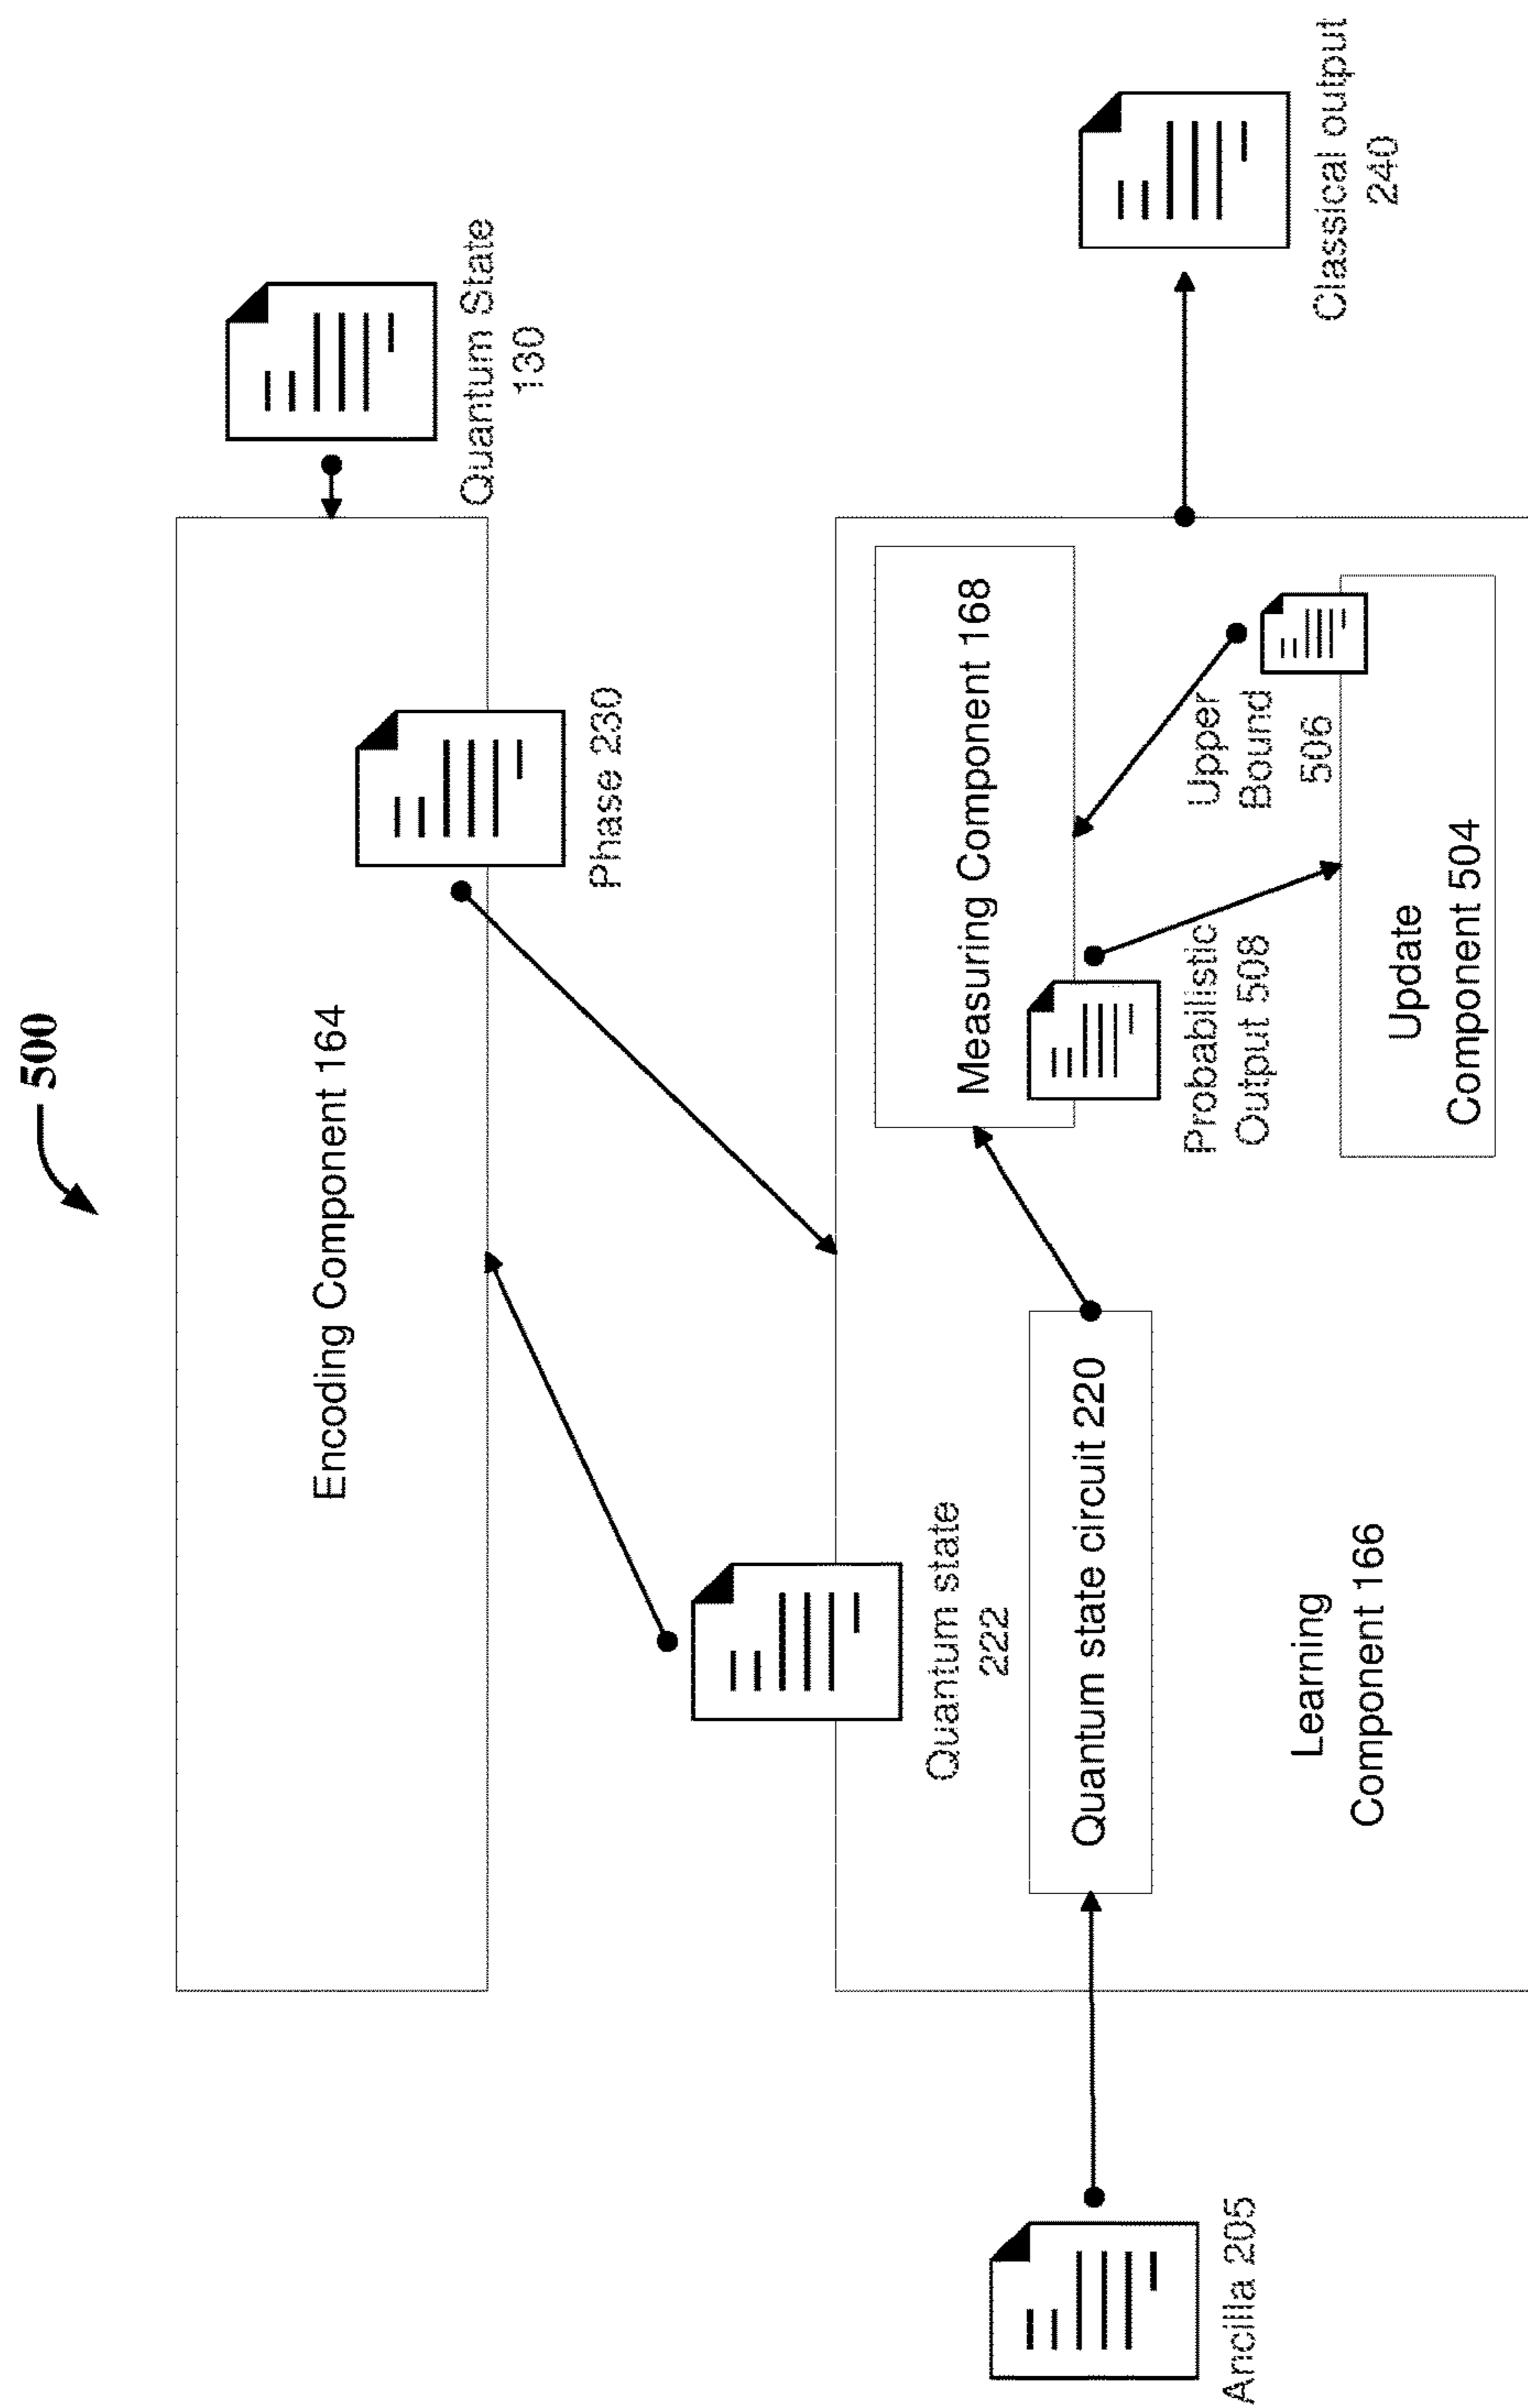 500
Encoding Component 164
Quantum State
130
Phase 230
Quantum state
222
Measuring Component 168
Ancilla 205
Quantum state circuit 220
Probabilistic
Output 508
Upper
Bound
506
Classical output
240
Learning
Component 166
Update
Component 504